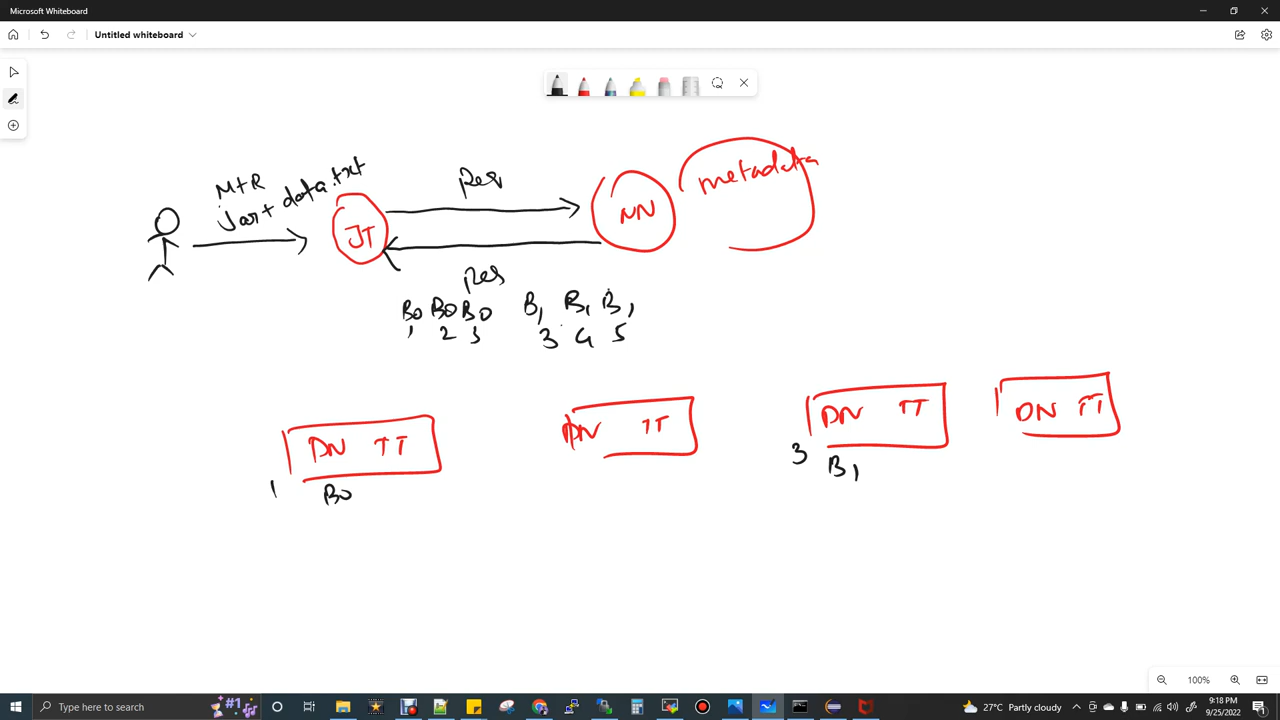 Microsoft Whiteboard
Untitled whiteboard
M+R
Jar+ data.txt
JT
Res
NN
metadata
Res
B0 B0 B0 B1 B1 B1
1 2 3 3 4 5
DN TT
DN TT
DN TT
DN TT
1 B0
3 B1
100%
Type here to search
#1
27°C Partly cloudy
9:18 PM
9/25/2022